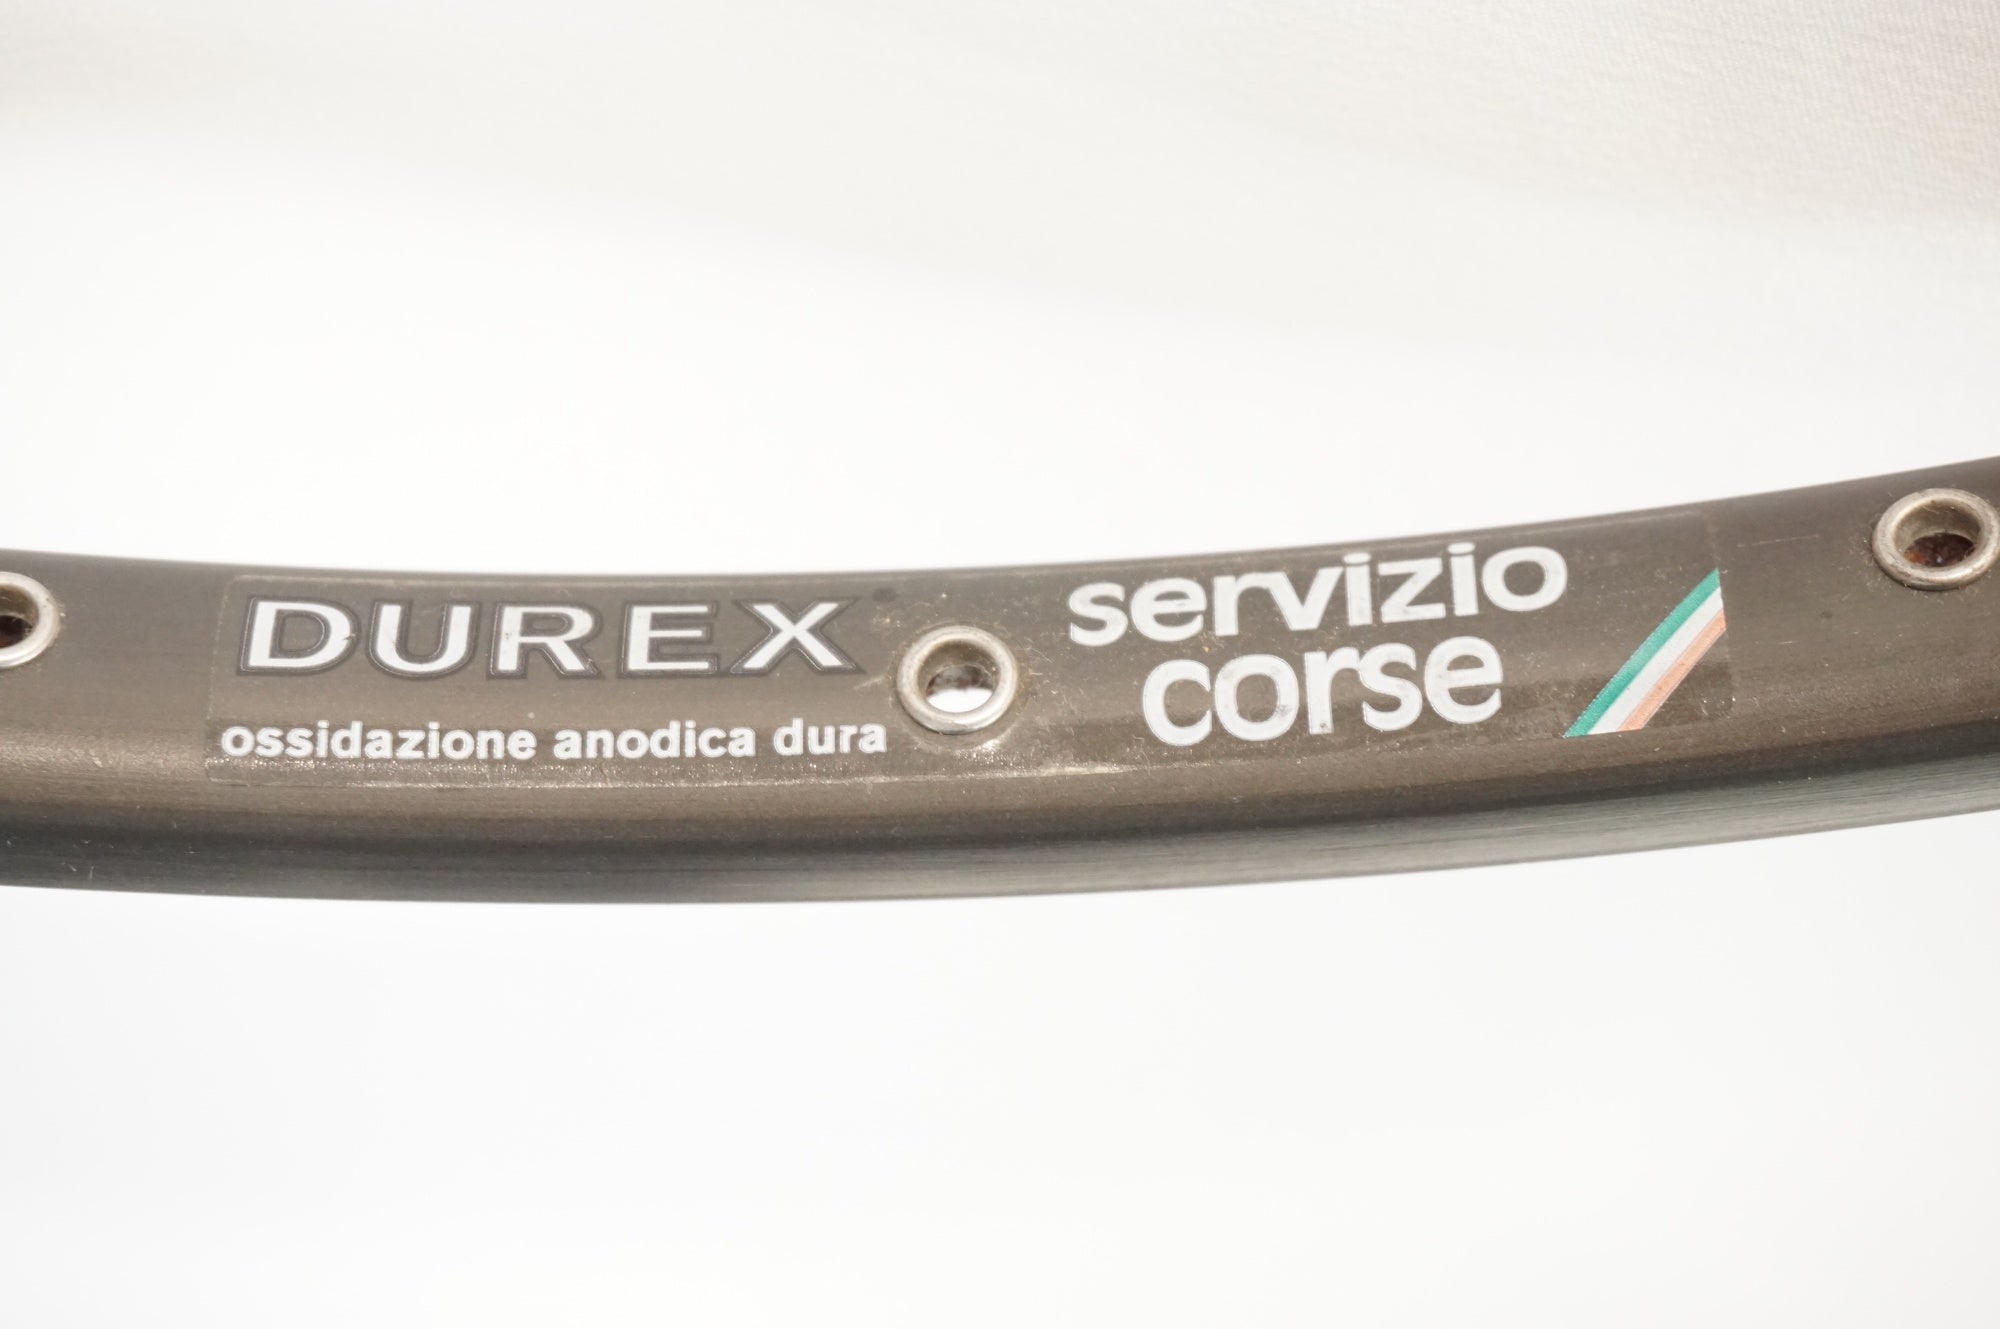 DUREX
ossidazione anodica dura
servizio
corse